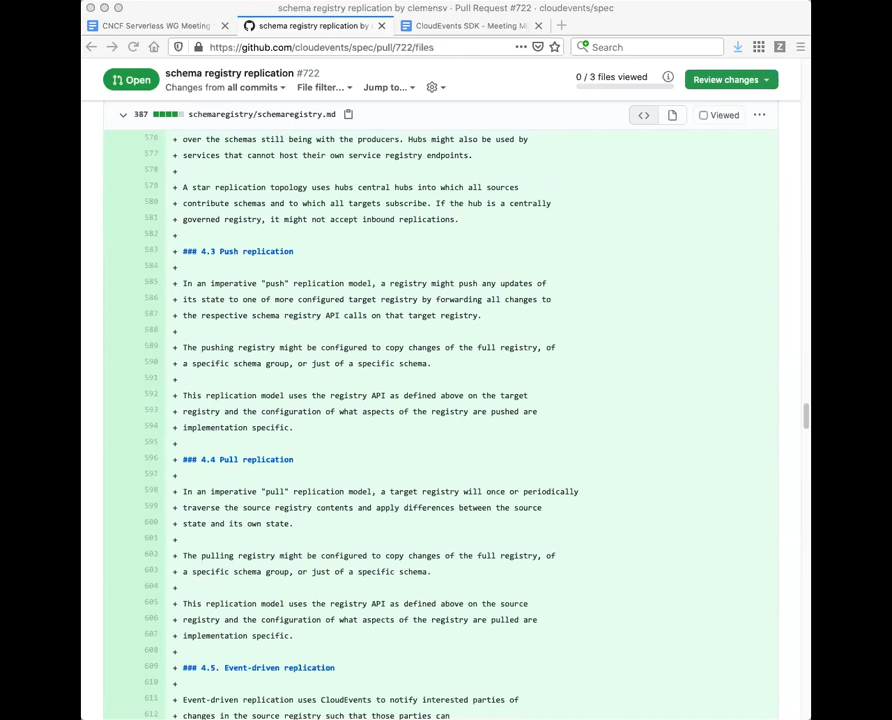 schema registry replication by clemensv · Pull Request #722 · cloudevents/spec
CNCF Serverless WG Meeting
schema registry replication by
CloudEvents SDK - Meeting Mi
https://github.com/cloudevents/spec/pull/722/files
Search
Open
schema registry replication #722
Changes from all commits
File filter...
Jump to...
0 / 3 files viewed
Review changes
387
schemaregistry/schemaregistry.md
Viewed
576 + over the schemas still being with the producers. Hubs might also be used by
577 + services that cannot host their own service registry endpoints.
578 +
579 + A star replication topology uses hubs central hubs into which all sources
580 + contribute schemas and to which all targets subscribe. If the hub is a centrally
581 + governed registry, it might not accept inbound replications.
582 +
583 + ### 4.3 Push replication
584 +
585 + In an imperative "push" replication model, a registry might push any updates of
586 + its state to one of more configured target registry by forwarding all changes to
587 + the respective schema registry API calls on that target registry.
588 +
589 + The pushing registry might be configured to copy changes of the full registry, of
590 + a specific schema group, or just of a specific schema.
591 +
592 + This replication model uses the registry API as defined above on the target
593 + registry and the configuration of what aspects of the registry are pushed are
594 + implementation specific.
595 +
596 + ### 4.4 Pull replication
597 +
598 + In an imperative "pull" replication model, a target registry will once or periodically
599 + traverse the source registry contents and apply differences between the source
600 + state and its own state.
601 +
602 + The pulling registry might be configured to copy changes of the full registry, of
603 + a specific schema group, or just of a specific schema.
604 +
605 + This replication model uses the registry API as defined above on the source
606 + registry and the configuration of what aspects of the registry are pulled are
607 + implementation specific.
608 +
609 + ### 4.5. Event-driven replication
610 +
611 + Event-driven replication uses CloudEvents to notify interested parties of
612 + changes in the source registry such that those parties can